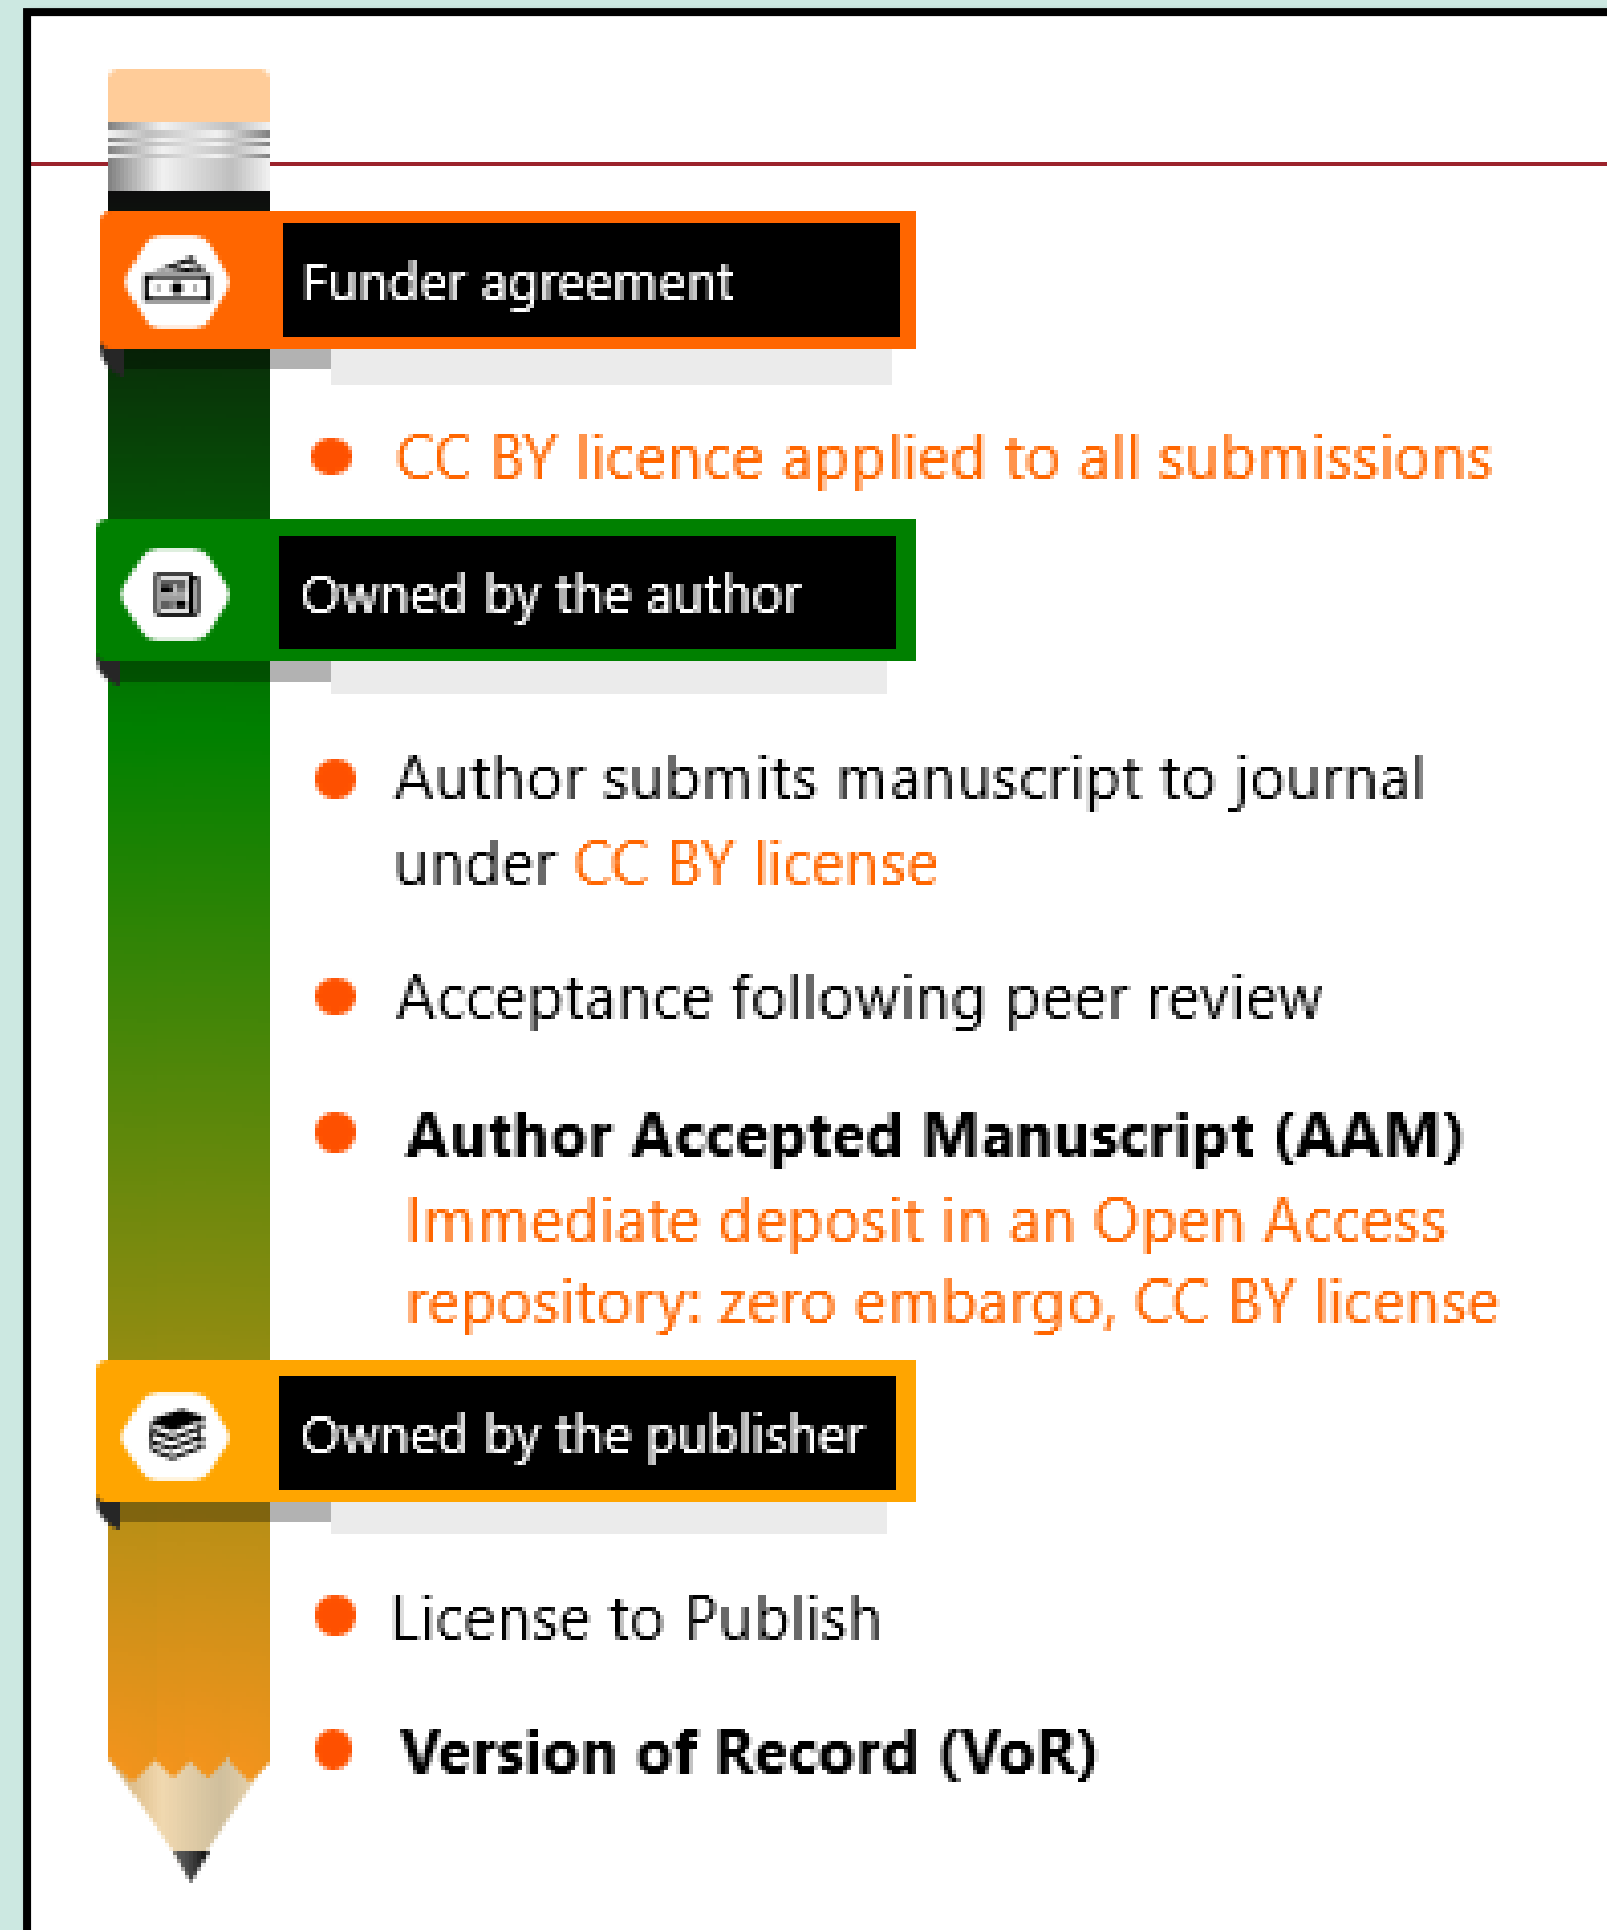 Funder agreement
CC BY licence applied to all submissions
Owned by the author
Author submits manuscript to journal
under CC BY license
Acceptance following peer review
Author Accepted Manuscript (AAM)
Immediate deposit in an Open Access
repository: zero embargo, CC BY license
Owned by the publisher
License to Publish
Version of Record (VoR)